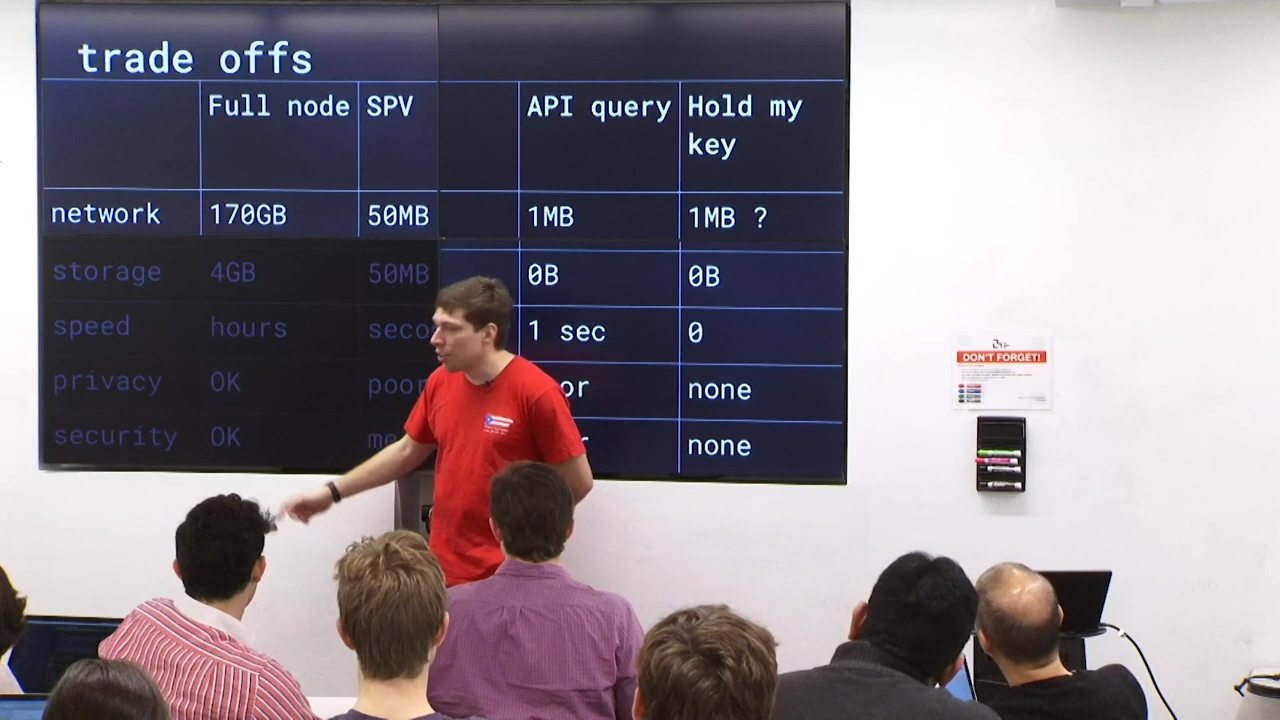 trade offs
Full node SPV API query Hold my
key
network 170GB 50MB 1MB 1MB ?
storage 4GB 50MB 0B 0B
speed hours 1 sec 0
privacy OK poor none
security OK none
DON'T FORGET!